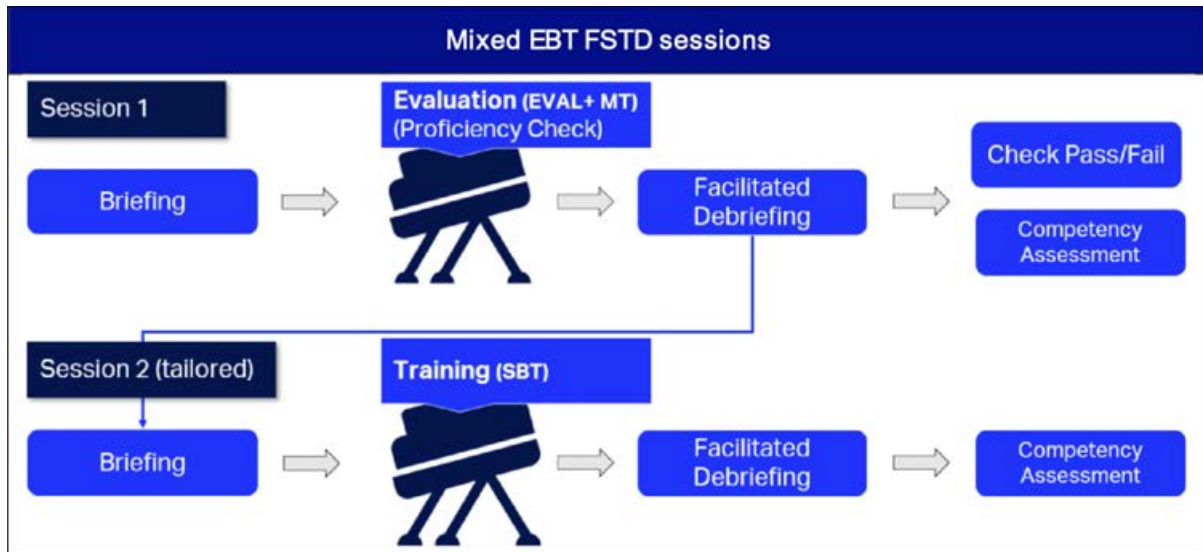 Mixed EBT FSTD sessions
Session 1
Evaluation (EVAL+ MT)
(Proficiency Check)
Briefing
Facilitated
Debriefing
Check Pass/Fail
Competency
Assessment
Session 2 (tailored)
Training (SBT)
Briefing
Facilitated
Debriefing
Competency
Assessment